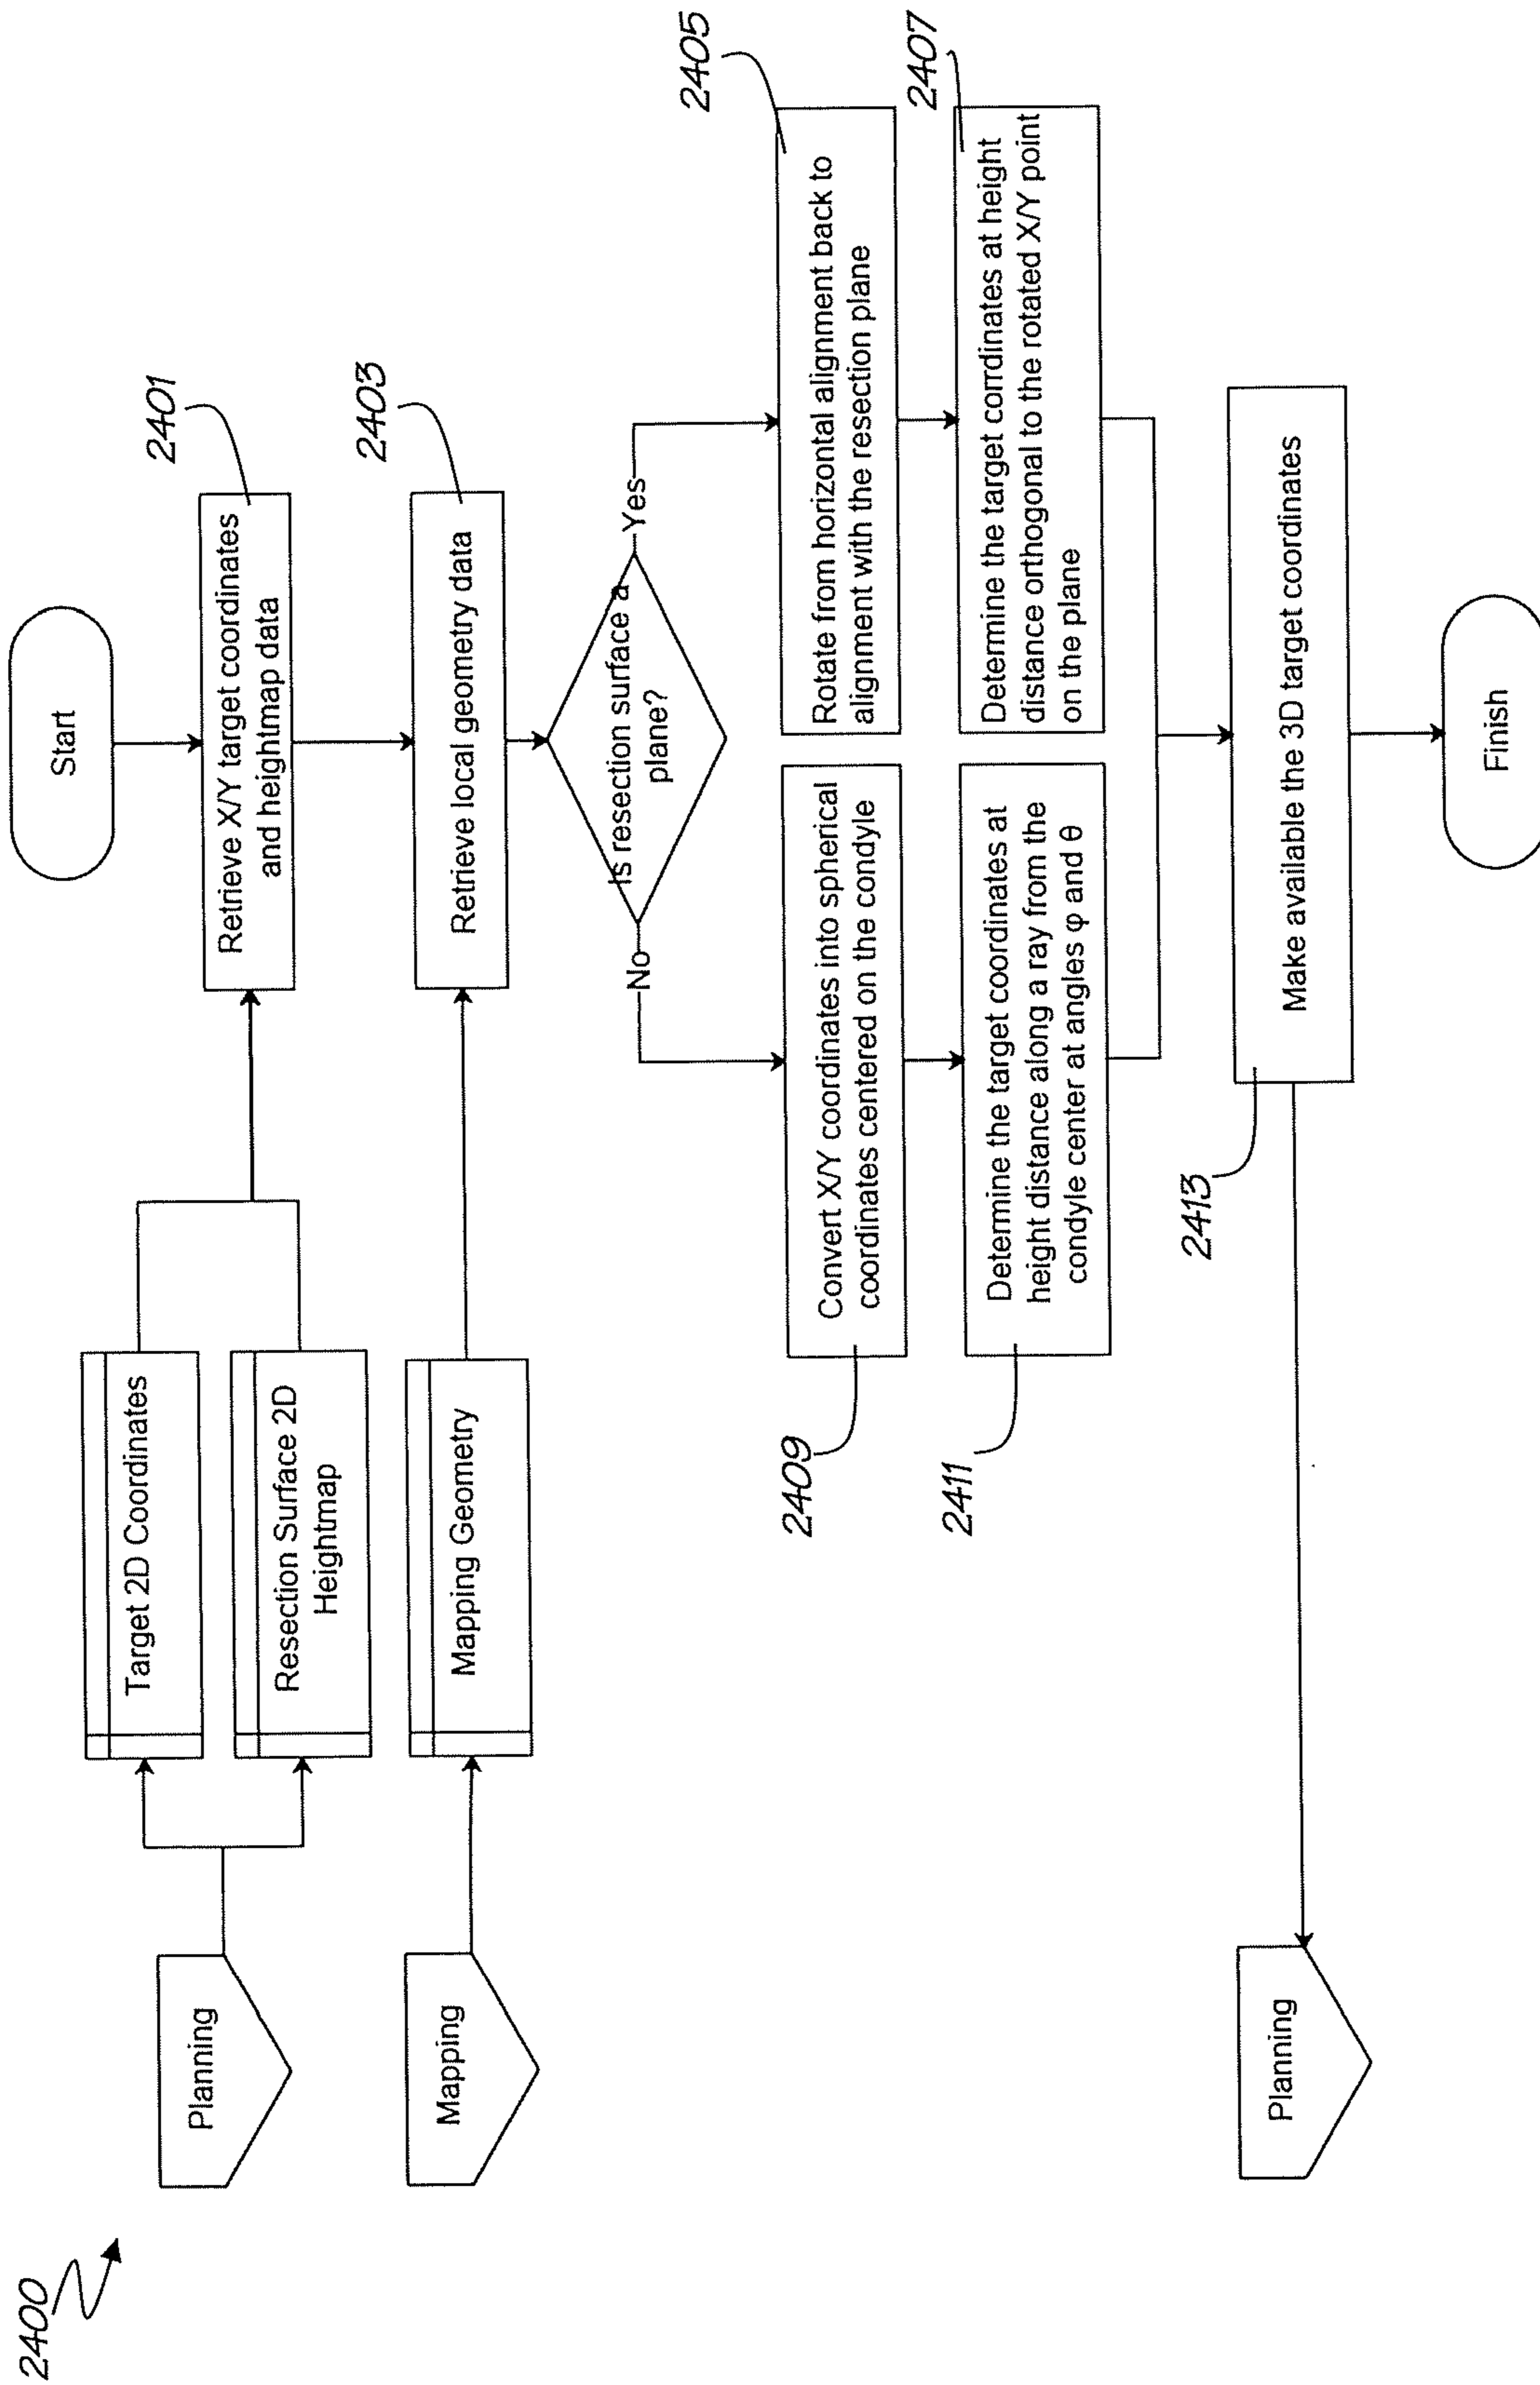 2400
Start
2401
Retrieve X/Y target coordinates
and heightmap data
Target 2D Coordinates
Resection Surface 2D
Heightmap
Planning
2403
Retrieve local geometry data
Mapping Geometry
Mapping
Is resection surface a
plane?
No
Yes
2405
Rotate from horizontal alignment back to
alignment with the resection plane
2407
Determine the target corrdinates at height
distance orthogonal to the rotated X/Y point
on the plane
2409
Convert X/Y coordinates into spherical
coordinates centered on the condyle
2411
Determine the target coordinates at
height distance along a ray from the
condyle center at angles φ and θ
2413
Make available the 3D target coordinates
Planning
Finish